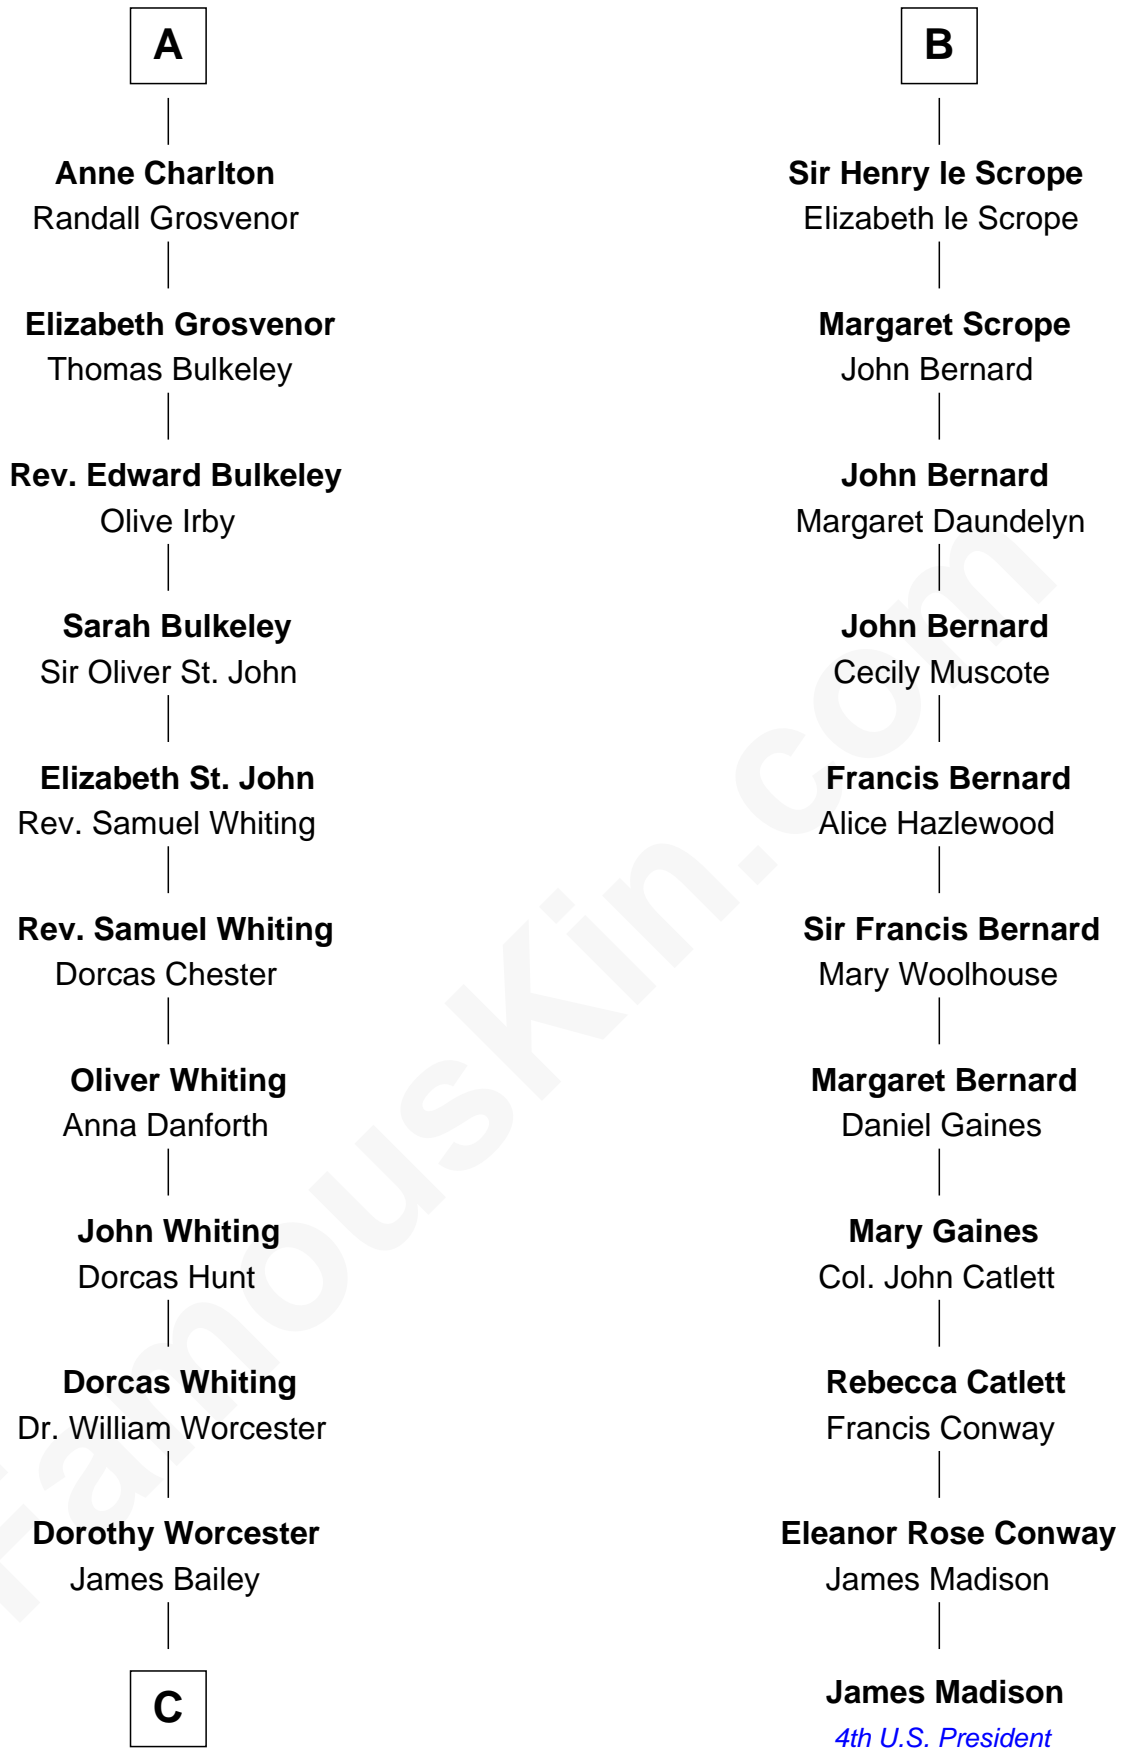 A
Anne Charlton
Randall Grosvenor
Elizabeth Grosvenor
Thomas Bulkeley
Rev. Edward Bulkeley
Olive Irby
Sarah Bulkeley
Sir Oliver St. John
Elizabeth St. John
Rev. Samuel Whiting
Rev. Samuel Whiting
Dorcas Chester
Oliver Whiting
Anna Danforth
John Whiting
Dorcas Hunt
Dorcas Whiting
Dr. William Worcester
Dorothy Worcester
James Bailey
C
B
Sir Henry le Scrope
Elizabeth le Scrope
Margaret Scrope
John Bernard
John Bernard
Margaret Daundelyn
John Bernard
Cecily Muscote
Francis Bernard
Alice Hazlewood
Sir Francis Bernard
Mary Woolhouse
Margaret Bernard
Daniel Gaines
Mary Gaines
Col. John Catlett
Rebecca Catlett
Francis Conway
Eleanor Rose Conway
James Madison
James Madison
4th U.S. President
FamousKin.com